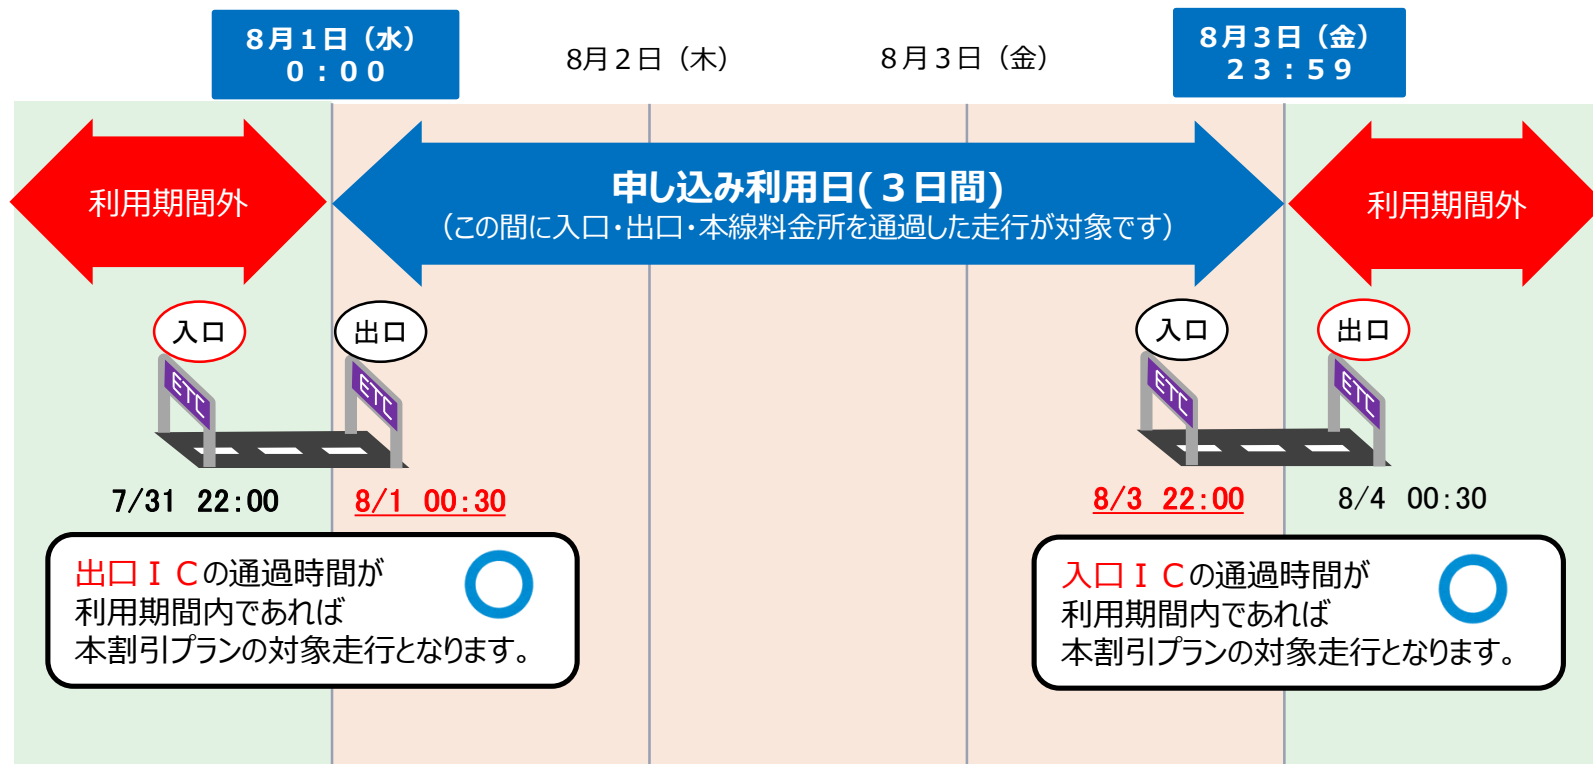 ８月１日（水）
０：００
８月２日（木）
８月３日（金）
８月３日（金）
２３：５９
利用期間外
申し込み利用日(３日間)
（この間に入口・出口・本線料金所を通過した走行が対象です）
利用期間外
入口
出口
入口
出口
ETC
ETC
ETC
ETC
7/31 22:00
8/1 00:30
8/3 22:00
8/4 00:30
出口ＩＣの通過時間が
利用期間内であれば
本割引プランの対象走行となります。
入口ＩＣの通過時間が
利用期間内であれば
本割引プランの対象走行となります。